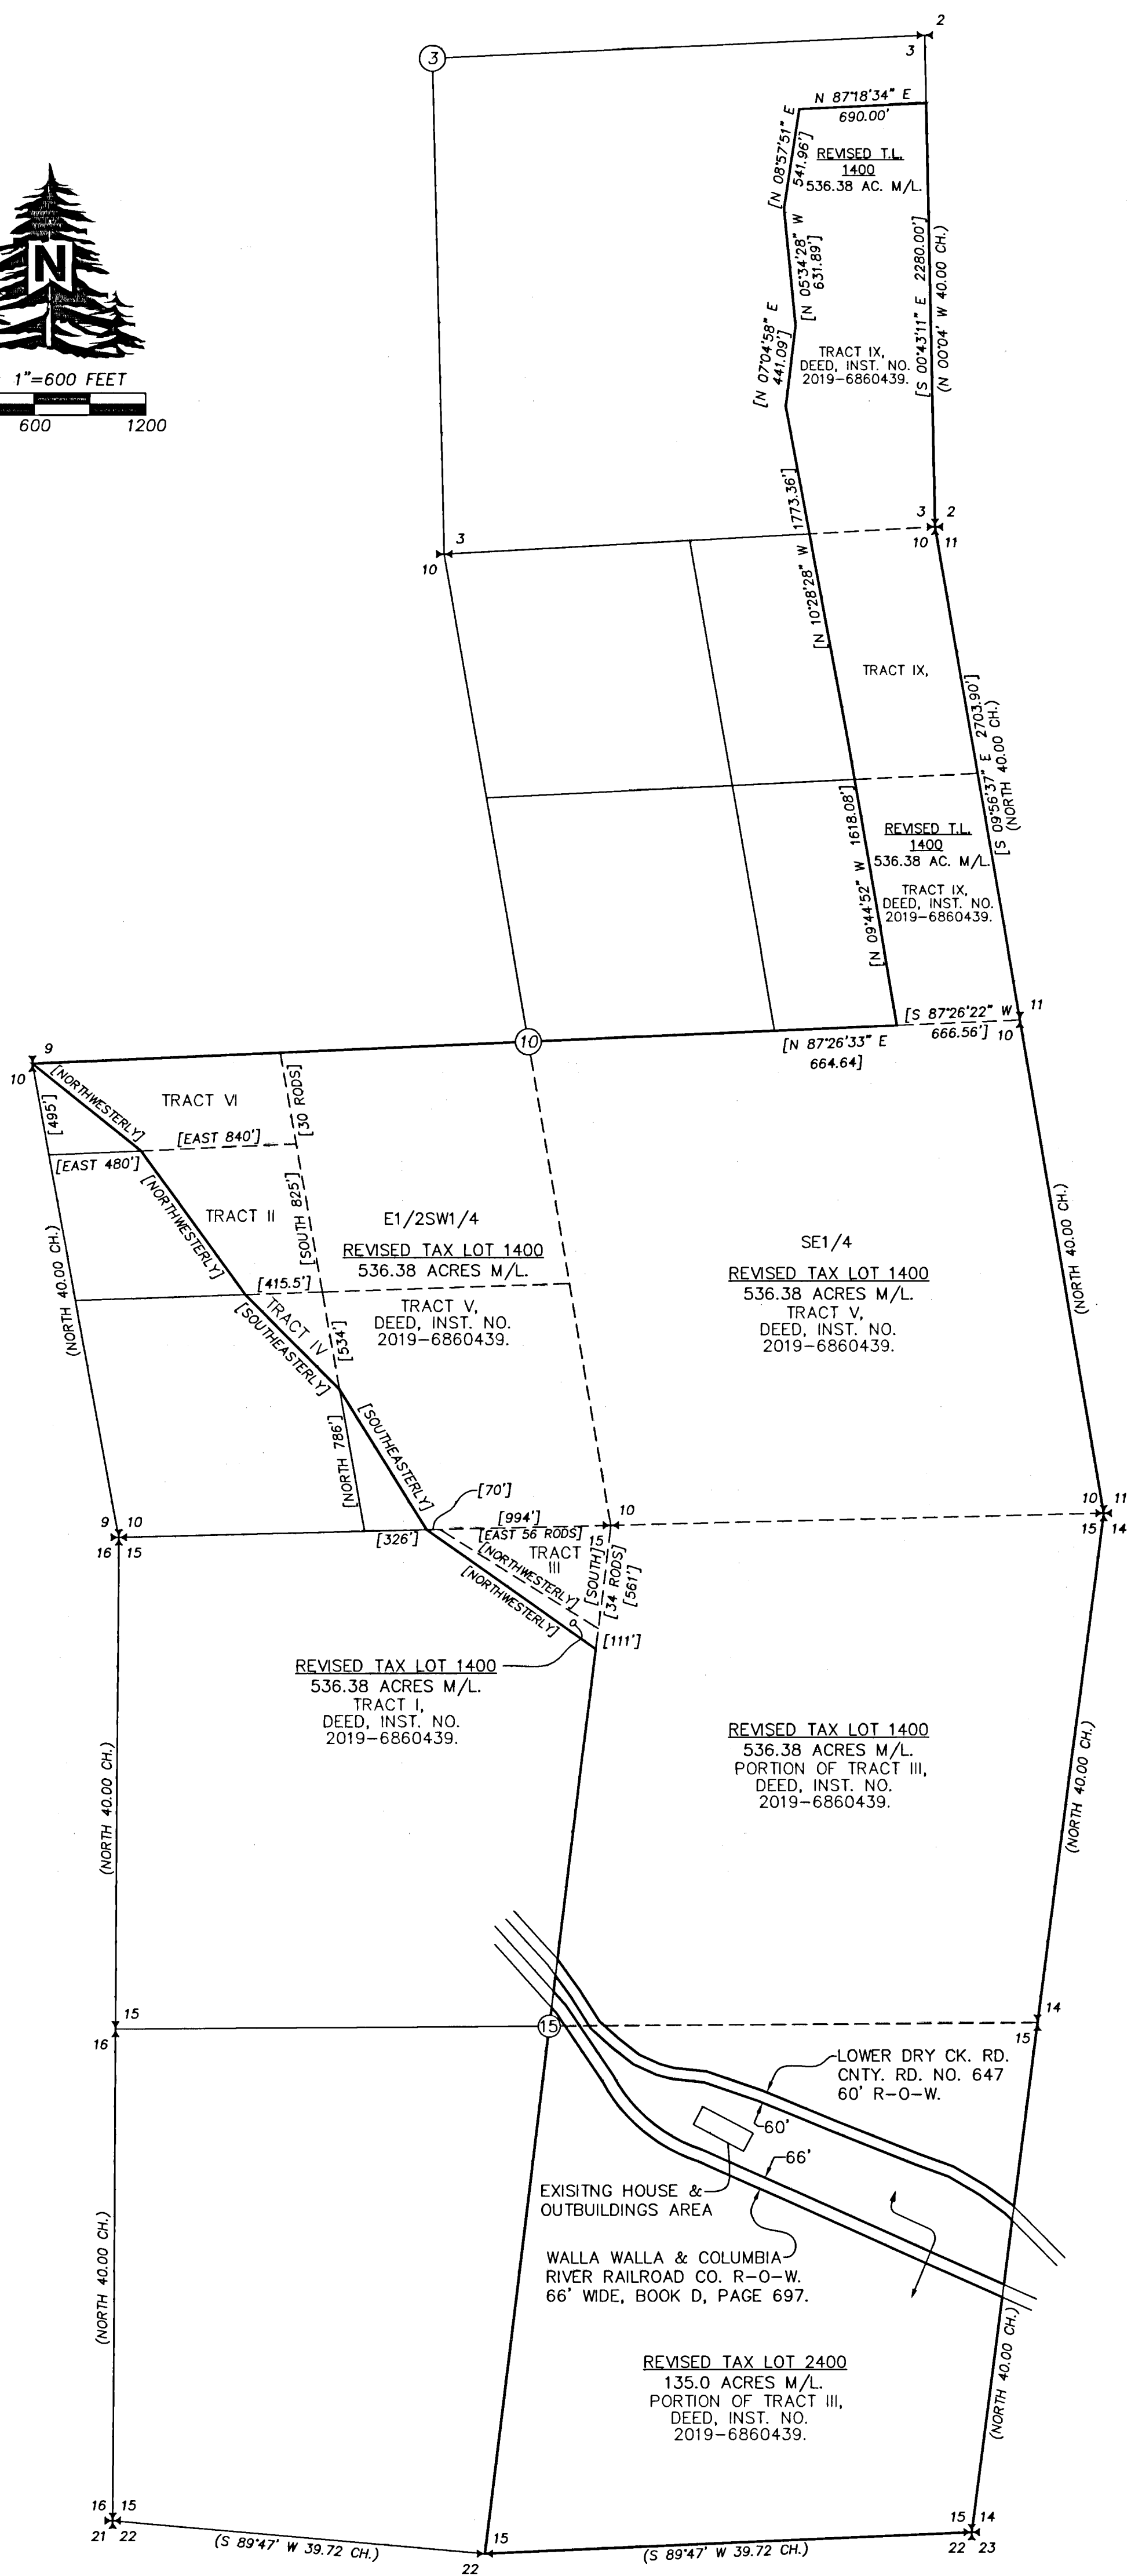 2
3
3
N 87°18'34" E
690.00'
[N 08°57'51" E
541.96']
REVISED T.L.
1400
536.38 AC. M/L.
N
[N 05°34'28" W
631.89']
[S 00°43'11" E 2280.00']
(N 00°04' W 40.00 CH.)
[N 07°04'58" E
441.09']
TRACT IX,
DEED, INST. NO.
2019-6860439.
1"=600 FEET
600
1200
[N 10°28'28" W 1773.36']
3
10
3
2
10
11
TRACT IX,
[S 09°56'37" E 2703.90']
(NORTH 40.00 CH.)
[N 09°44'52" W 1618.08']
REVISED T.L.
1400
536.38 AC. M/L.
TRACT IX,
DEED, INST. NO.
2019-6860439.
[S 87°26'22" W
666.56']
11
10
[N 87°26'33" E
664.64]
10
9
10
[NORTHWESTERLY]
[495']
TRACT VI
[30 RODS]
[EAST 840']
[EAST 480']
[NORTHWESTERLY]
TRACT II
[SOUTH 825']
E1/2SW1/4
REVISED TAX LOT 1400
536.38 ACRES M/L.
SE1/4
REVISED TAX LOT 1400
536.38 ACRES M/L.
TRACT V,
DEED, INST. NO.
2019-6860439.
(NORTH 40.00 CH.)
(NORTH 40.00 CH.)
[415.5']
TRACT IV
[SOUTHEASTERLY]
[534']
TRACT V,
DEED, INST. NO.
2019-6860439.
[NORTH 786']
[SOUTHEASTERLY]
[70']
[994']
[EAST 56 RODS]
10
15
10
11
15
14
9
10
16
15
[326']
TRACT
III
[NORTHWESTERLY]
[NORTHWESTERLY]
[SOUTH]
[34 RODS]
[561']
[111']
REVISED TAX LOT 1400
536.38 ACRES M/L.
TRACT I,
DEED, INST. NO.
2019-6860439.
REVISED TAX LOT 1400
536.38 ACRES M/L.
PORTION OF TRACT III,
DEED, INST. NO.
2019-6860439.
(NORTH 40.00 CH.)
(NORTH 40.00 CH.)
15
16
15
14
15
LOWER DRY CK. RD.
CNTY. RD. NO. 647
60' R-O-W.
60'
66'
EXISITNG HOUSE &
OUTBUILDINGS AREA
WALLA WALLA & COLUMBIA
RIVER RAILROAD CO. R-O-W.
66' WIDE, BOOK D, PAGE 697.
(NORTH 40.00 CH.)
(NORTH 40.00 CH.)
REVISED TAX LOT 2400
135.0 ACRES M/L.
PORTION OF TRACT III,
DEED, INST. NO.
2019-6860439.
16
15
21
22
(S 89°47' W 39.72 CH.)
15
22
(S 89°47' W 39.72 CH.)
15
14
22
23